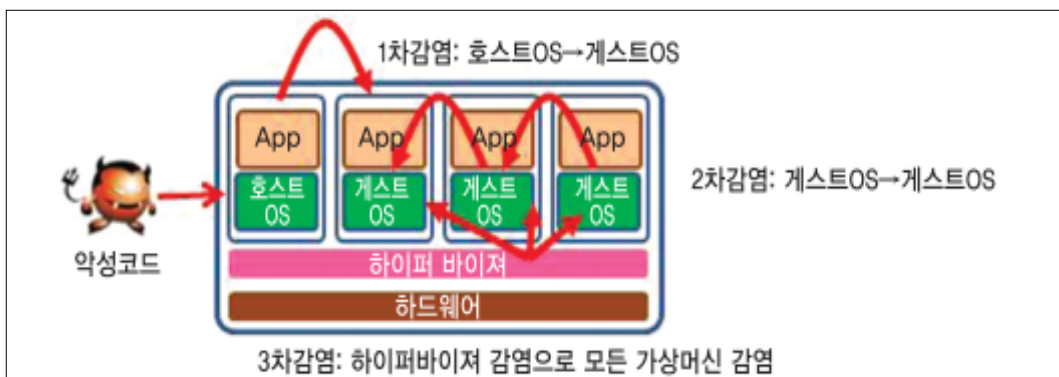 1차감염: 호스트OS→게스트OS
App App App App
호스트 게스트 게스트 게스트
OS OS OS OS
2차감염: 게스트OS→게스트OS
악성코드
하이퍼 바이져
하드웨어
3차감염: 하이퍼바이져 감염으로 모든 가상머신 감염